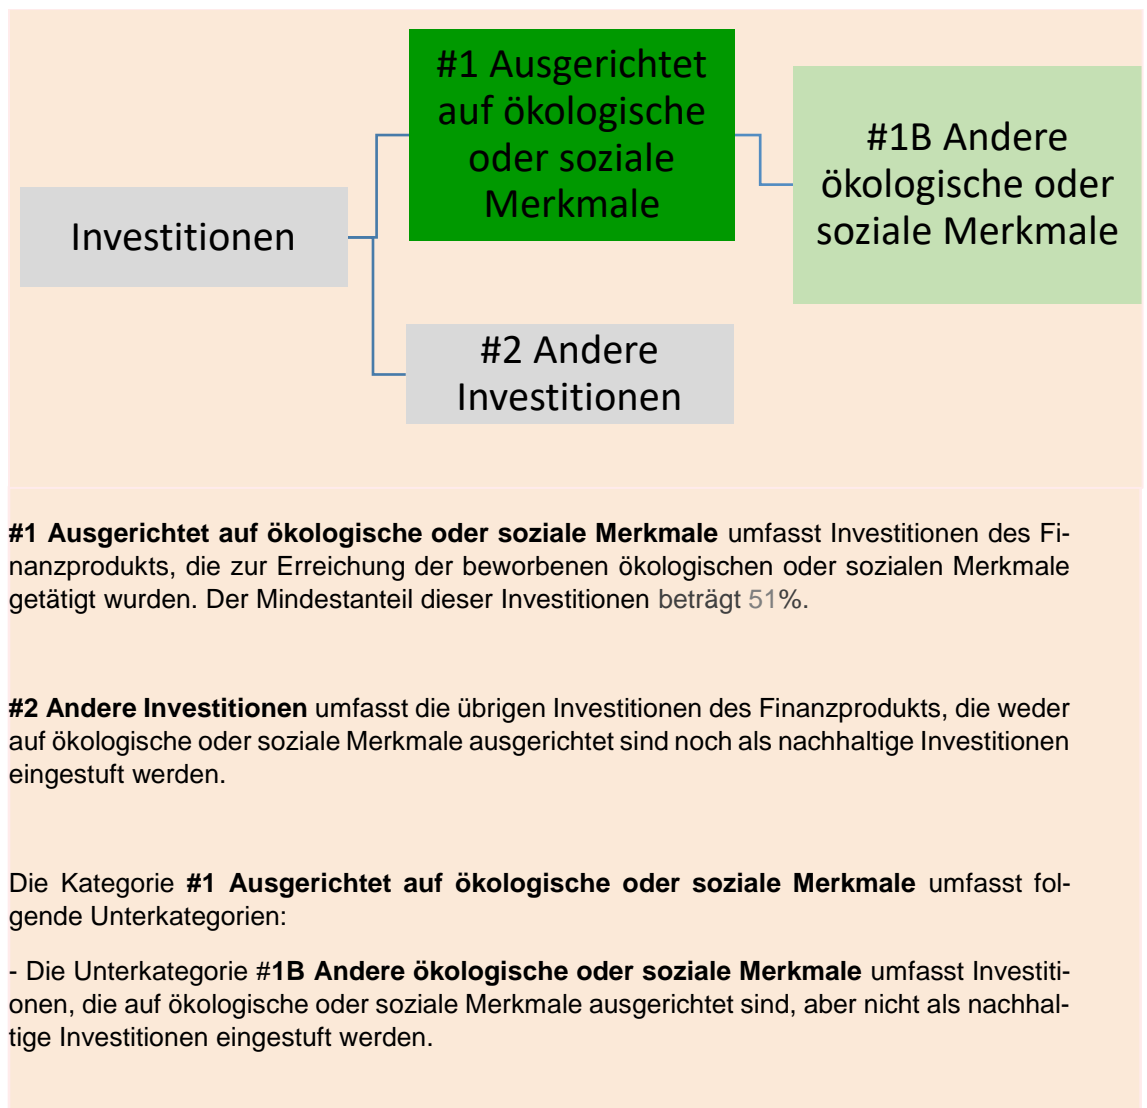 #1 Ausgerichtet
auf ökologische
oder soziale
Merkmale
#1B Andere
ökologische oder
soziale Merkmale
Investitionen
#2 Andere
Investitionen
#1 Ausgerichtet auf ökologische oder soziale Merkmale umfasst Investitionen des Fi-
nanzprodukts, die zur Erreichung der beworbenen ökologischen oder sozialen Merkmale
getätigt wurden. Der Mindestanteil dieser Investitionen beträgt 51%.
#2 Andere Investitionen umfasst die übrigen Investitionen des Finanzprodukts, die weder
auf ökologische oder soziale Merkmale ausgerichtet sind noch als nachhaltige Investitionen
eingestuft werden.
Die Kategorie #1 Ausgerichtet auf ökologische oder soziale Merkmale umfasst fol-
gende Unterkategorien:
- Die Unterkategorie #1B Andere ökologische oder soziale Merkmale umfasst Investiti-
onen, die auf ökologische oder soziale Merkmale ausgerichtet sind, aber nicht als nachhal-
tige Investitionen eingestuft werden.